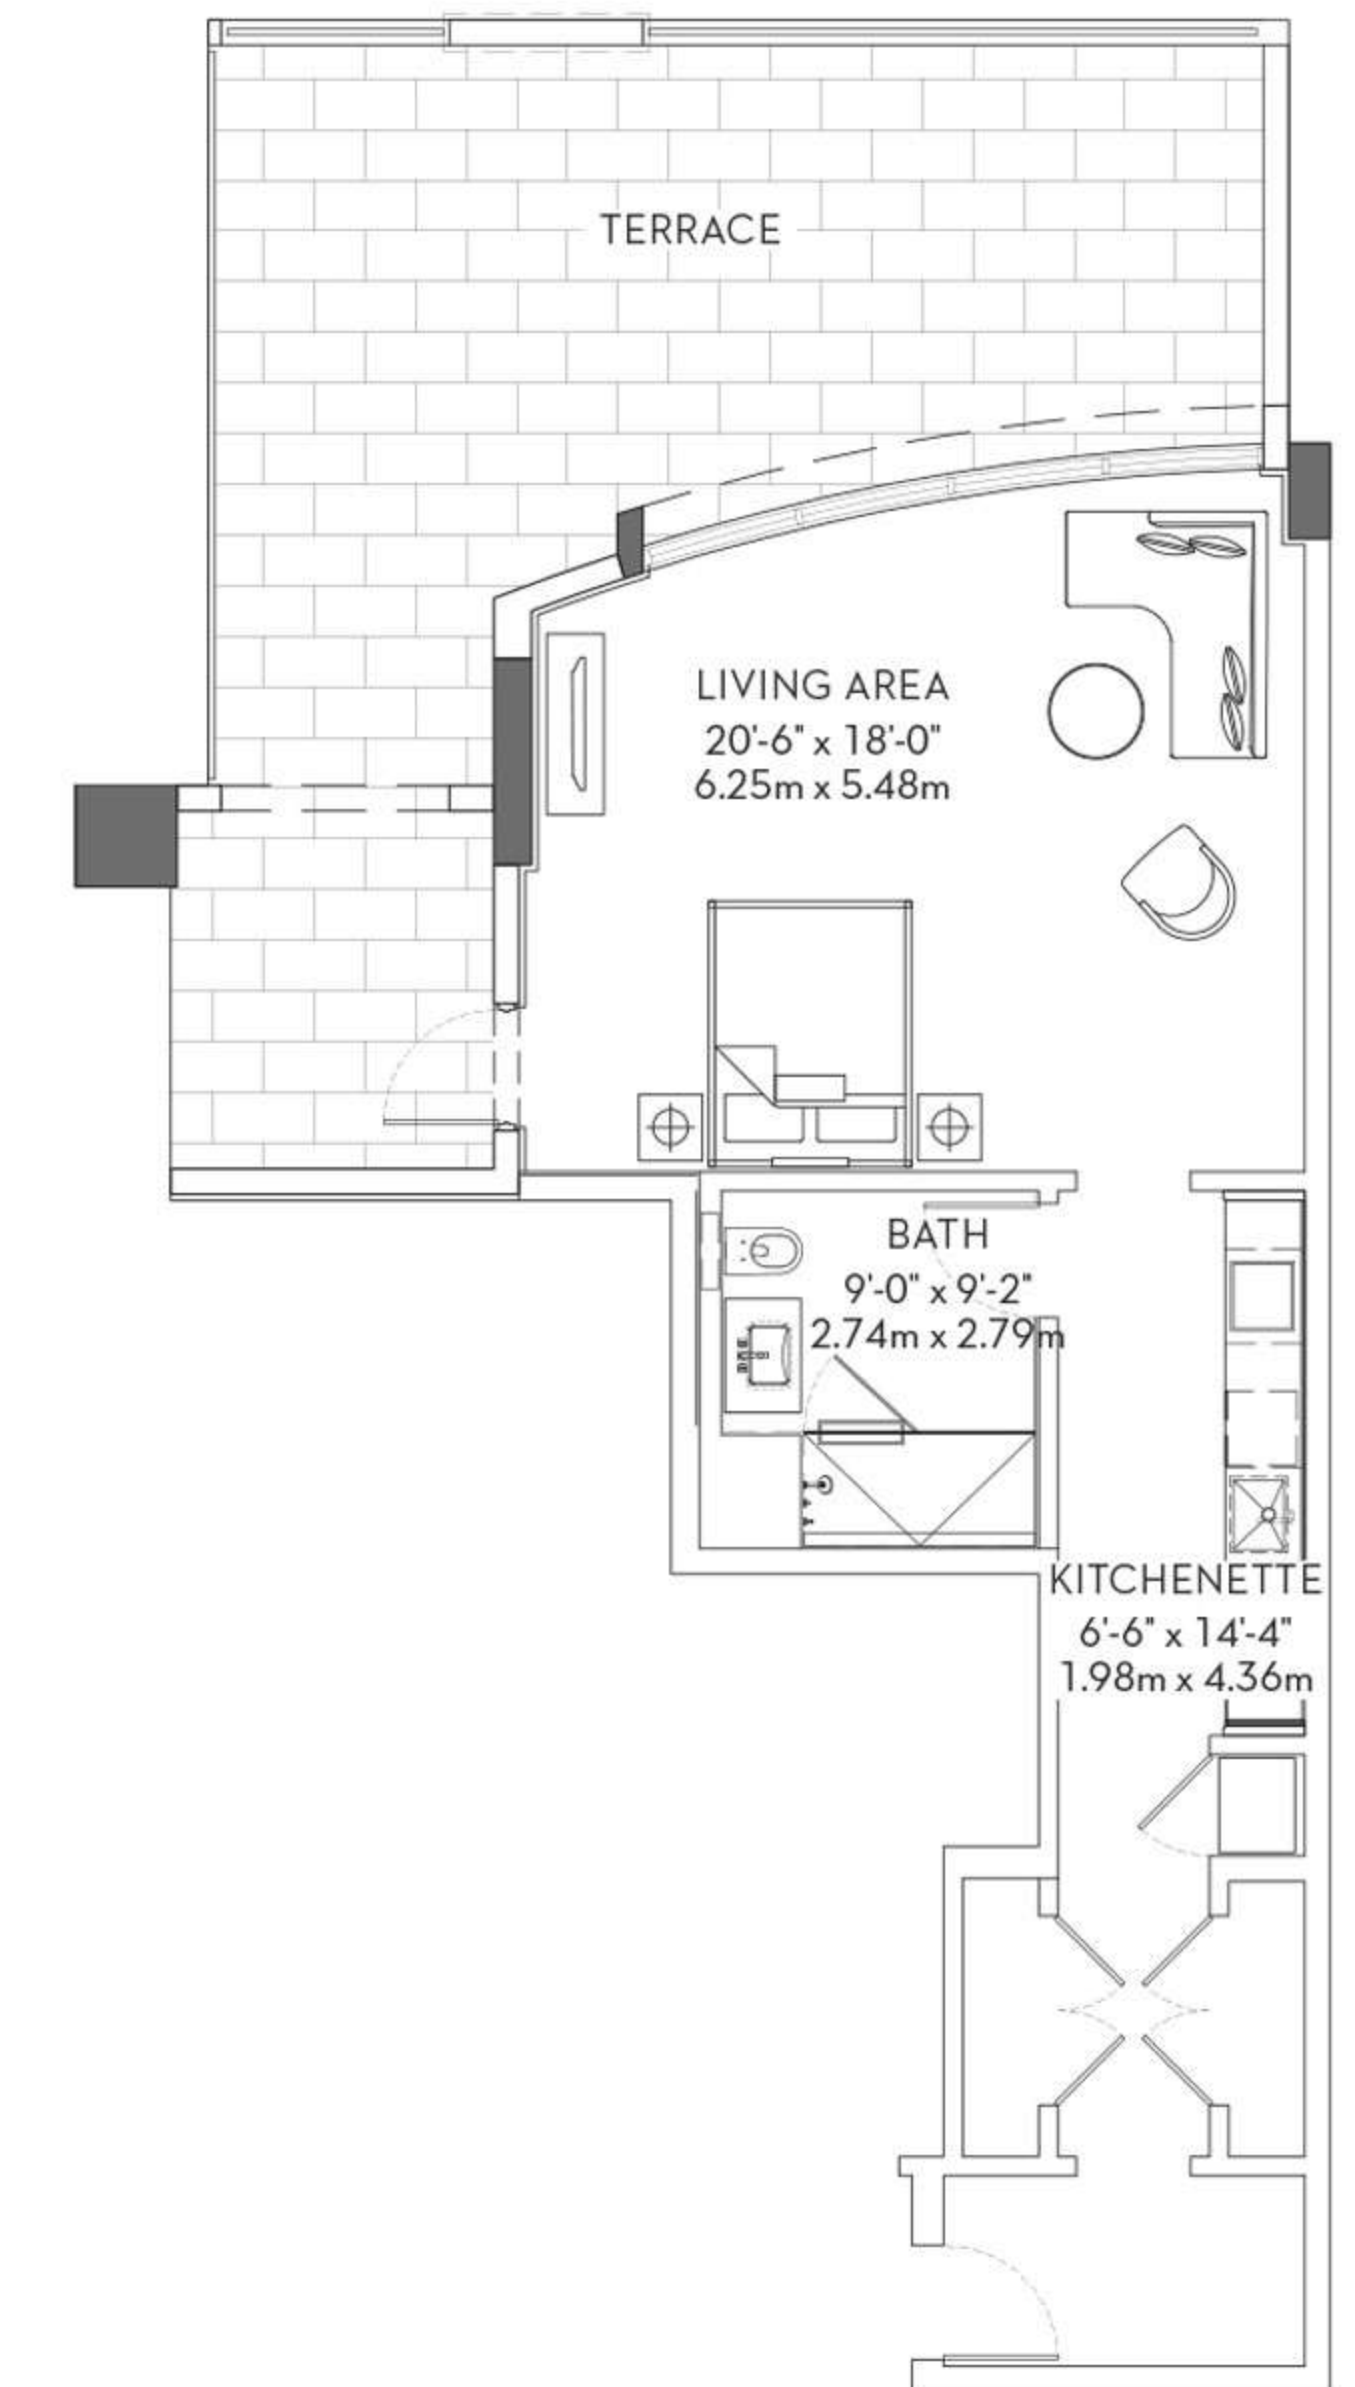 TERRACE
LIVING AREA
20'-6" x 18'-0"
6.25m x 5.48m
BATH
9'-0" x 9'-2"
2.74m x 2.79m
KITCHENETTE
6'-6" x 14'-4"
1.98m x 4.36m